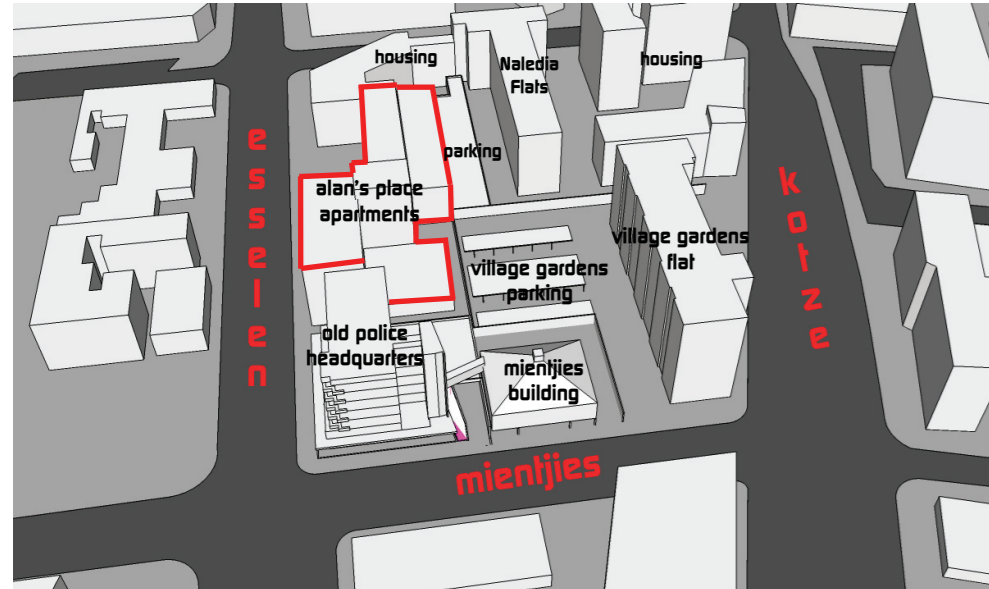 housing
Naledia
Flats
housing
parking
esselen
alan's place
apartments
kotze
village gardens
flat
village gardens
parking
old police
headquarters
mientjies
building
mientjies